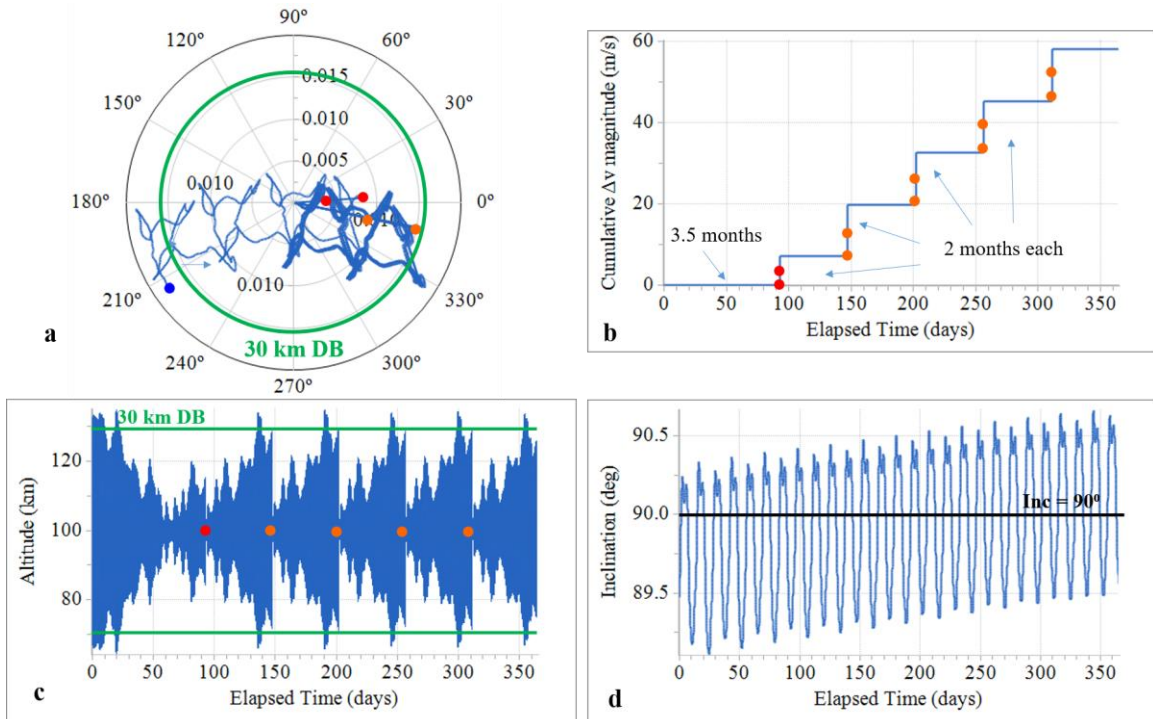 90º
120º
60º
0.015
150º
30º
0.010
0.005
0.010
180º
0º
0.010
210º
330º
30 km DB
240º
300º
270º
a
60
40
20
0
Cumulative Δv magnitude (m/s)
3.5 months
2 months each
0 50 100 150 200 250 300 350
Elapsed Time (days)
b
30 km DB
120
100
80
Altitude (km)
0 50 100 150 200 250 300 350
Elapsed Time (days)
c
90.5
90.0
89.5
Inclination (deg)
Inc = 90⁰
0 50 100 150 200 250 300 350
Elapsed Time (days)
d